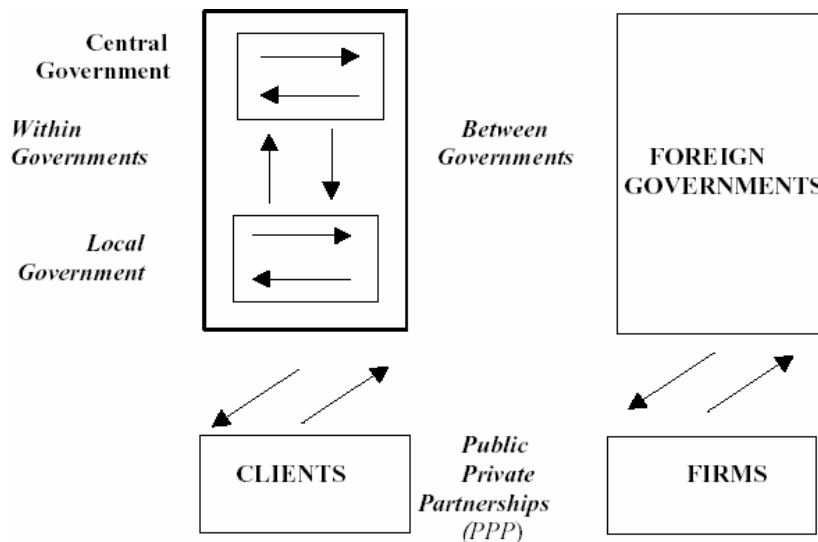 Central
Government
Within
Governments
Between
Governments
FOREIGN
GOVERNMENTS
Local
Government
CLIENTS
Public
Private
Partnerships
(PPP)
FIRMS